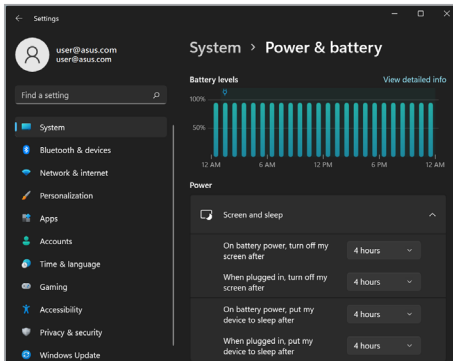 Settings
user@asus.com
user@asus.com
Find a setting
System
Bluetooth & devices
Network & internet
Personalization
Apps
Accounts
Time & language
Gaming
Accessibility
Privacy & security
Windows Update
System > Power & battery
Battery levels
View detailed info
100%
50%
12 AM 6 AM 12 PM 6 PM 12 AM
Power
Screen and sleep
On battery power, turn off my
screen after
4 hours
When plugged in, turn off my
screen after
4 hours
On battery power, put my
device to sleep after
4 hours
When plugged in, put my
device to sleep after
4 hours